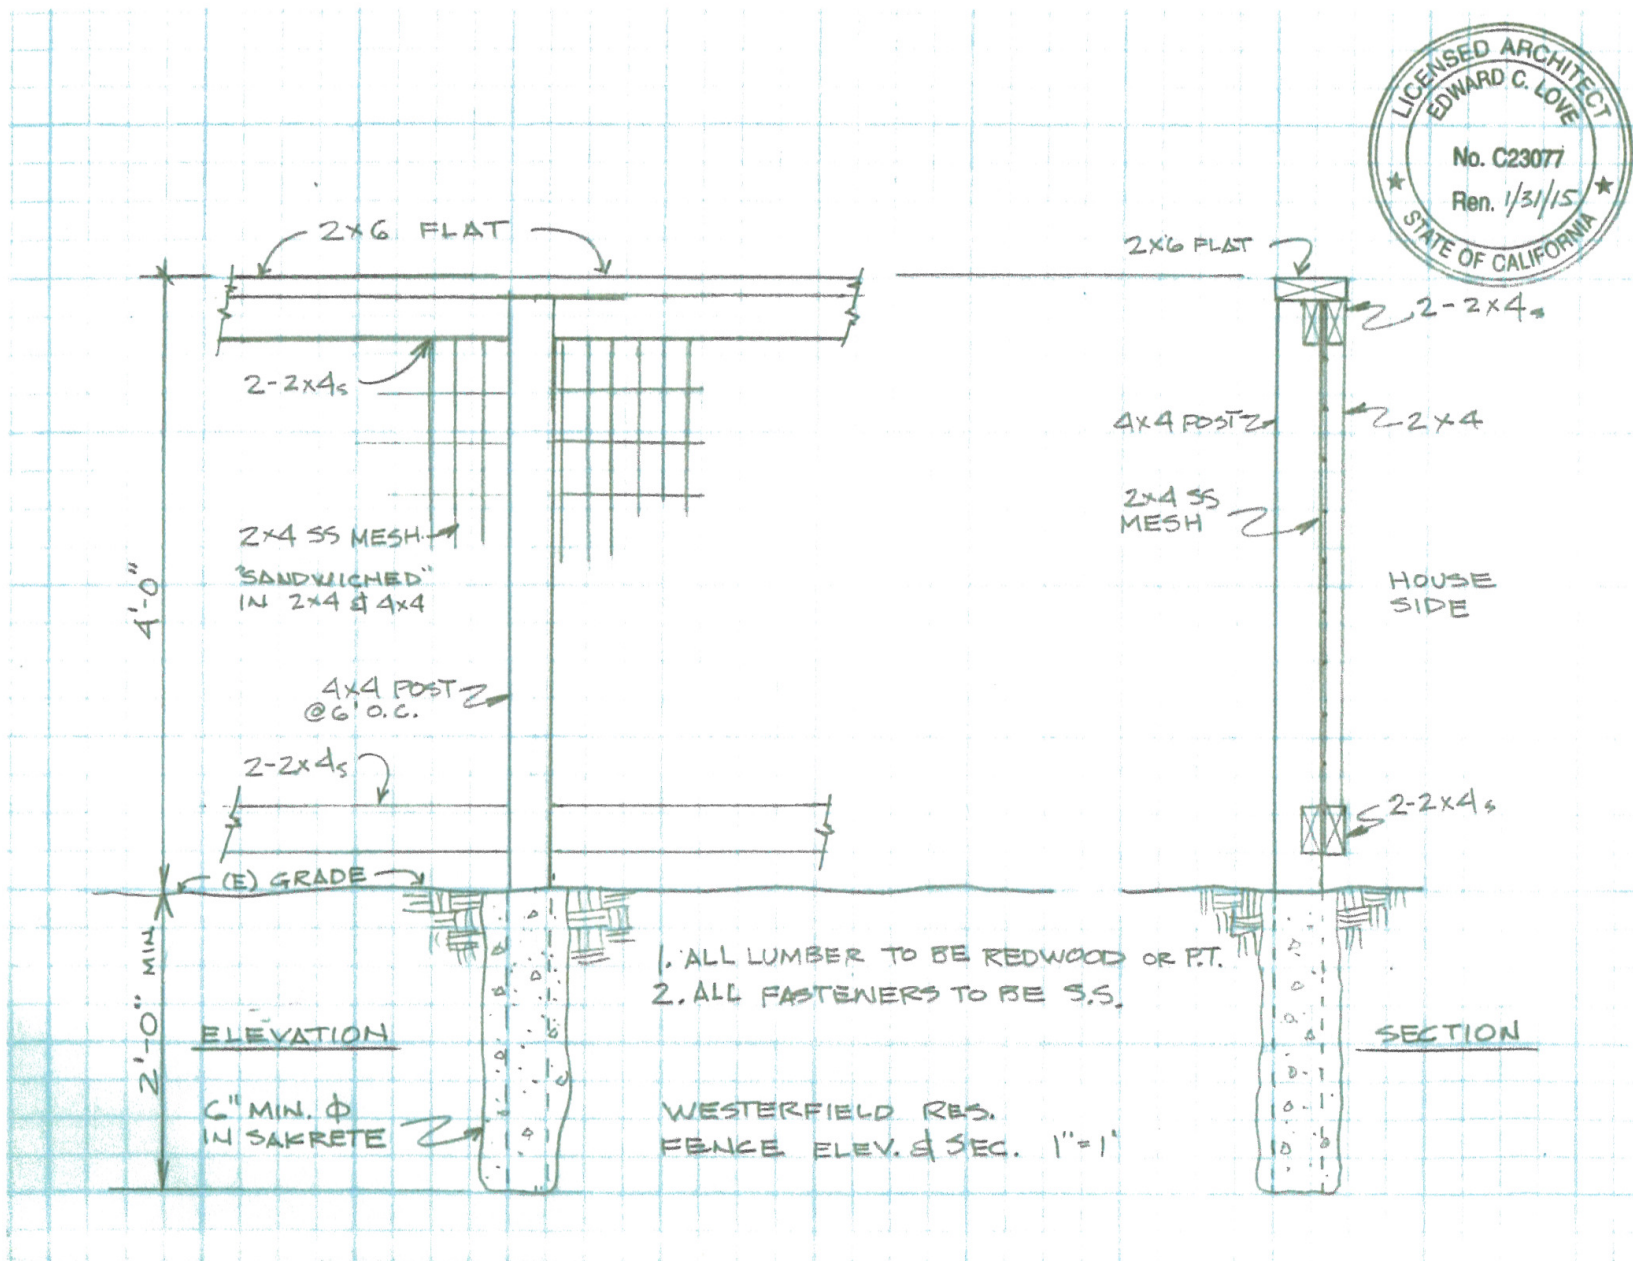 LICENSED ARCHITECT
EDWARD C. LOVE
No. C23077
Ren. 1/31/15
STATE OF CALIFORNIA
2x6 FLAT
2x6 FLAT
2-2x4s
2-2x4s
4x4 POST
2x4
2x4 SS MESH
"SANDWICHED"
IN 2x4 & 4x4
2x4 SS
MESH
4'-0"
HOUSE
SIDE
4x4 POST
@ 6' O.C.
2-2x4s
2-2x4s
(E) GRADE
2'-0" MIN
1. ALL LUMBER TO BE REDWOOD OR P.T.
2. ALL FASTENERS TO BE S.S.
ELEVATION
SECTION
6" MIN. ϕ
IN SAKRETE
WESTERFIELD RES.
FENCE ELEV. & SEC. 1"=1'